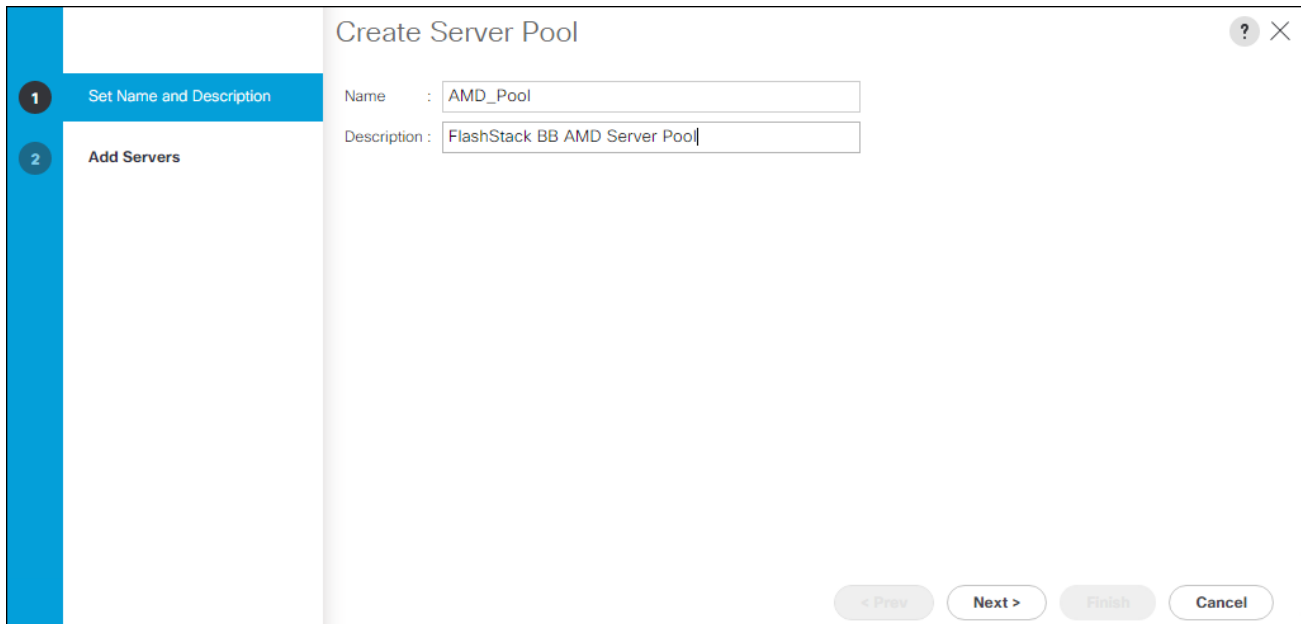 Create Server Pool
?
1 Set Name and Description
2 Add Servers
Name : AMD_Pool
Description : FlashStack BB AMD Server Pool
< Prev Next > Finish Cancel